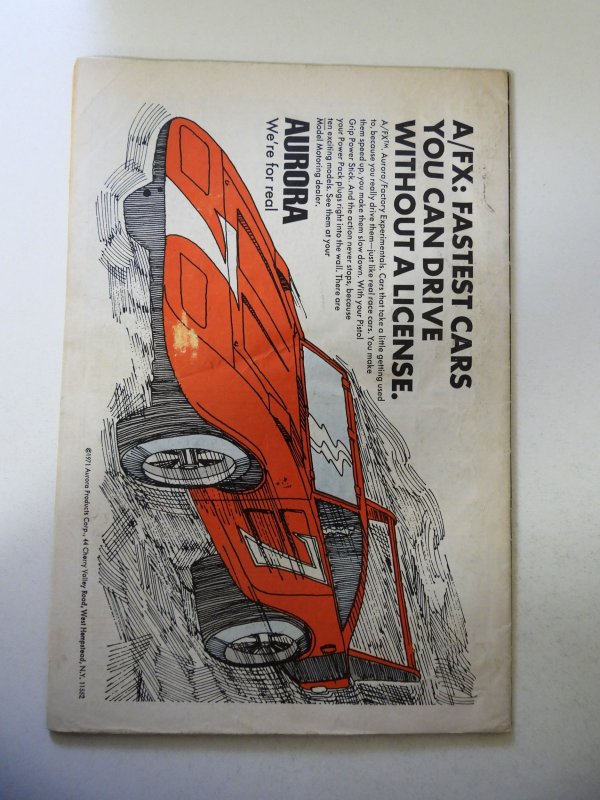 A/FX: FASTEST CARS
YOU CAN DRIVE
WITHOUT A LICENSE.
A/FX™. Aurora/Factory Experimentals. Cars that take a little getting used
to, because you really drive them—just like real race cars. You make
them speed up, you make them slow down. With your Pistol
Grip Power Stick. And the action never stops, because
your Power Pack plugs right into the wall. There are
ten exciting models. See them at your
Model Motoring dealer.
AURORA
We're for real
7
©1971 Aurora Products Corp., 44 Cherry Valley Road, West Hempstead, N.Y. 11552